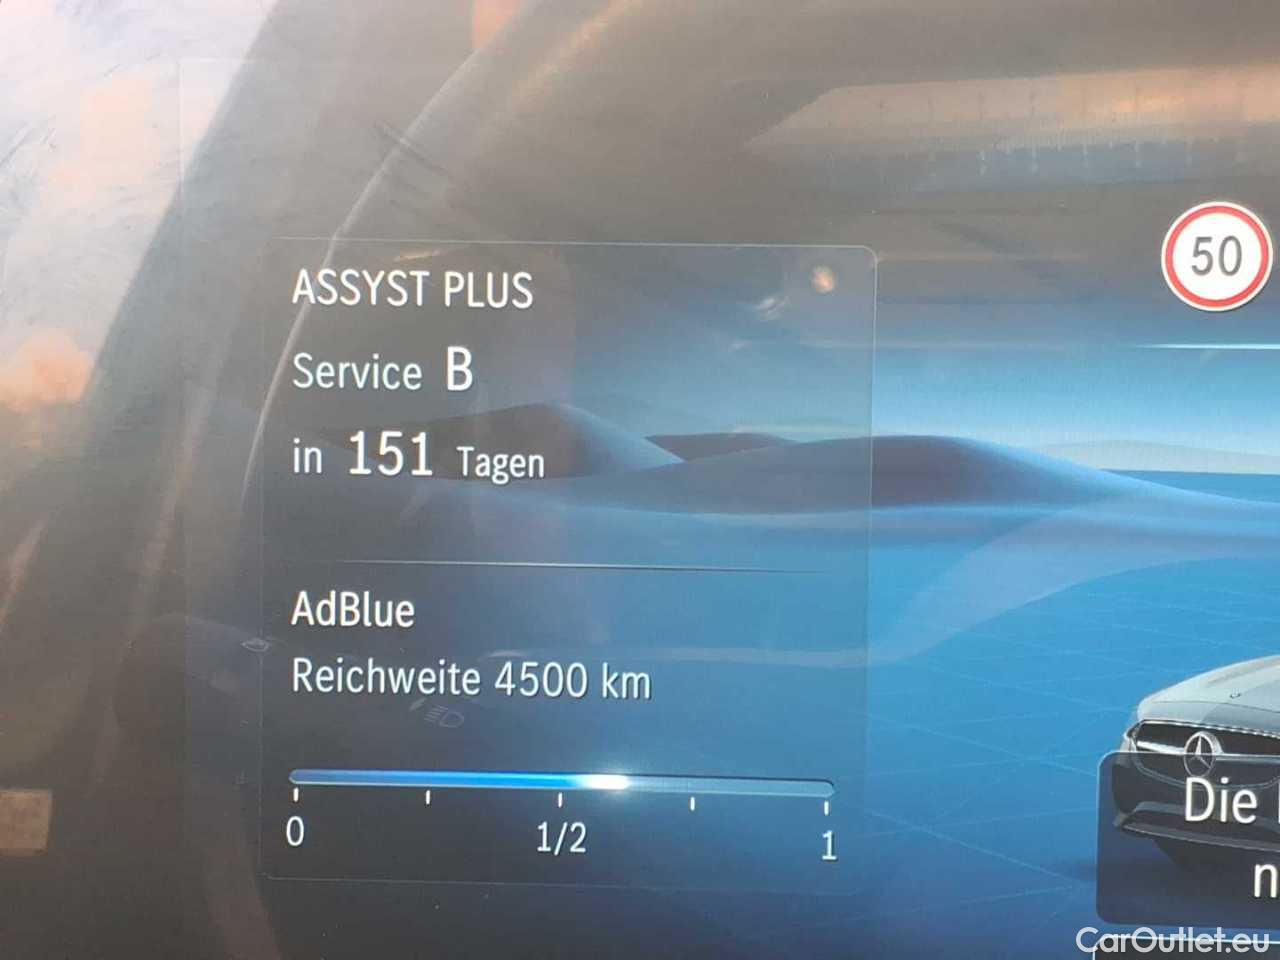 50
ASSYST PLUS
Service B
in 151 Tagen
AdBlue
Reichweite 4500 km
0 1/2 1
Die
n
CarOutlet.eu